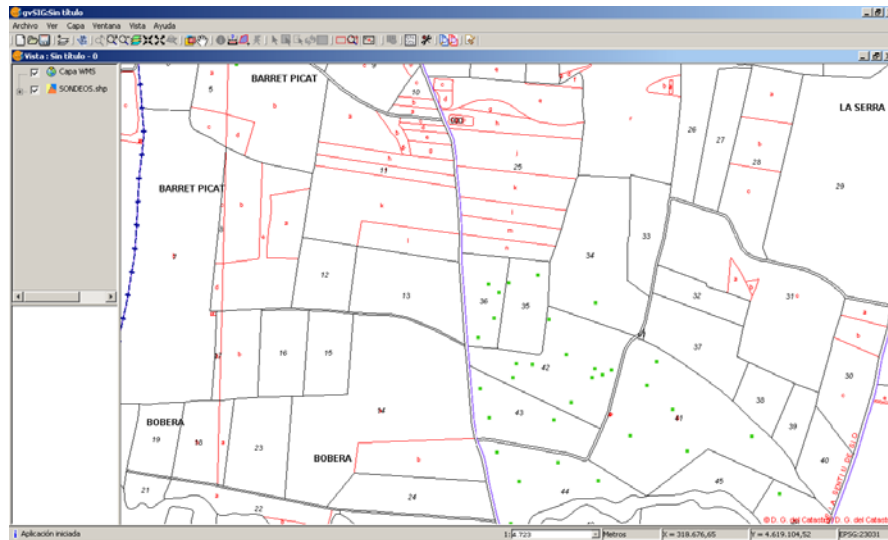 gvSIG:Sin título
Archivo Ver Capa Ventana Vista Ayuda
Vista : Sin título - 0
Capa WMS
SONDEOS.shp
BARRET PICAT
BARRET PICAT
LA SERRA
BOBERA
BOBERA
5
10
11
25
26
27
28
29
12
13
34
33
36
35
32
31
37
16
15
42
43
38
39
30
40
19
23
21
22
24
44
45
41
© D. G. del Catastro
D. G. del Catastro
Aplicación iniciada
Metros
X = 318.676,65
Y = 4.619.104,52
EPSG:23031